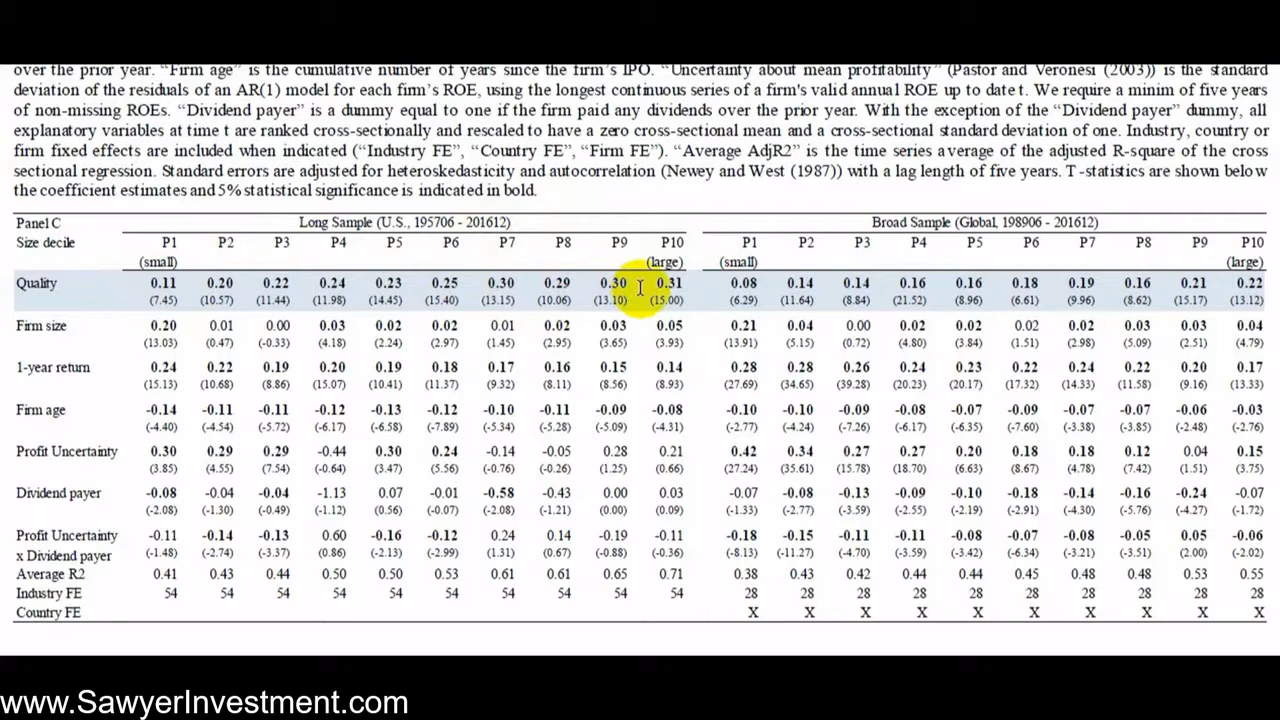 over the prior year. “Firm age” is the cumulative number of years since the firm's IPO. “Uncertainty about mean profitability” (Pastor and Veronesi (2003)) is the standard
deviation of the residuals of an AR(1) model for each firm's ROE, using the longest continuous series of a firm's valid annual ROE up to date t. We require a minim of five years
of non-missing ROEs. “Dividend payer” is a dummy equal to one if the firm paid any dividends over the prior year. With the exception of the “Dividend payer” dummy, all
explanatory variables at time t are ranked cross-sectionally and rescaled to have a zero cross-sectional mean and a cross-sectional standard deviation of one. Industry, country or
firm fixed effects are included when indicated (“Industry FE”, “Country FE”, “Firm FE”). “Average AdjR2” is the time series average of the adjusted R-square of the cross
sectional regression. Standard errors are adjusted for heteroskedasticity and autocorrelation (Newey and West (1987)) with a lag length of five years. T-statistics are shown below
the coefficient estimates and 5% statistical significance is indicated in bold.
Panel C Long Sample (U.S., 195706 - 201612) Broad Sample (Global, 198906 - 201612)
Size decile P1 P2 P3 P4 P5 P6 P7 P8 P9 P10 P1 P2 P3 P4 P5 P6 P7 P8 P9 P10
(small) (large) (small) (large)
Quality 0.11 0.20 0.22 0.24 0.23 0.25 0.30 0.29 0.30 0.31 0.08 0.14 0.14 0.16 0.16 0.18 0.19 0.16 0.21 0.22
(7.45) (10.57) (11.44) (11.98) (14.45) (15.40) (13.15) (10.06) (13.10) (15.00) (6.29) (11.64) (8.84) (21.52) (8.96) (6.61) (9.96) (8.62) (15.17) (13.12)
Firm size 0.20 0.01 0.00 0.03 0.02 0.02 0.01 0.02 0.03 0.05 0.21 0.04 0.00 0.02 0.02 0.02 0.02 0.03 0.03 0.04
(13.03) (0.47) (-0.33) (4.18) (2.24) (2.97) (1.45) (2.95) (3.65) (3.93) (13.91) (5.15) (0.72) (4.80) (3.84) (1.51) (2.98) (5.09) (2.51) (4.79)
1-year return 0.24 0.22 0.19 0.20 0.19 0.18 0.17 0.16 0.15 0.14 0.28 0.28 0.26 0.24 0.23 0.22 0.24 0.22 0.20 0.17
(15.13) (10.68) (8.86) (15.07) (10.41) (11.37) (9.32) (8.11) (8.56) (8.93) (27.69) (34.65) (39.28) (20.23) (20.17) (17.32) (14.33) (11.58) (9.16) (13.33)
Firm age -0.14 -0.11 -0.11 -0.12 -0.13 -0.12 -0.10 -0.11 -0.09 -0.08 -0.10 -0.10 -0.09 -0.08 -0.07 -0.09 -0.07 -0.07 -0.06 -0.03
(-4.40) (-4.54) (-5.72) (-6.17) (-6.58) (-7.89) (-5.34) (-5.28) (-5.09) (-4.31) (-2.77) (-4.24) (-7.26) (-6.17) (-6.35) (-7.60) (-3.38) (-3.85) (-2.48) (-2.76)
Profit Uncertainty 0.30 0.29 0.29 -0.44 0.30 0.24 -0.14 -0.05 0.28 0.21 0.42 0.34 0.27 0.27 0.20 0.18 0.18 0.12 0.04 0.15
(3.85) (4.55) (7.54) (-0.64) (3.47) (5.56) (-0.76) (-0.26) (1.25) (0.66) (27.24) (35.61) (15.78) (18.70) (6.63) (8.67) (4.78) (7.42) (1.51) (3.75)
Dividend payer -0.08 -0.04 -0.04 -1.13 0.07 -0.01 -0.58 -0.43 0.00 0.03 -0.07 -0.08 -0.13 -0.09 -0.10 -0.18 -0.14 -0.16 -0.24 -0.07
(-2.08) (-1.30) (-0.49) (-1.12) (0.56) (-0.07) (-2.08) (-1.21) (0.00) (0.09) (-1.33) (-2.77) (-3.59) (-2.55) (-2.19) (-2.91) (-4.30) (-5.76) (-4.27) (-1.72)
Profit Uncertainty -0.11 -0.14 -0.13 0.60 -0.16 -0.12 0.24 0.14 -0.19 -0.11 -0.18 -0.15 -0.11 -0.11 -0.08 -0.07 -0.08 -0.05 0.05 -0.06
x Dividend payer (-1.48) (-2.74) (-3.37) (0.86) (-2.13) (-2.99) (1.31) (0.67) (-0.88) (-0.36) (-8.13) (-11.27) (-4.70) (-3.59) (-3.42) (-6.34) (-3.21) (-3.51) (2.00) (-2.02)
Average R2 0.41 0.43 0.44 0.50 0.50 0.53 0.61 0.61 0.65 0.71 0.38 0.43 0.42 0.44 0.44 0.45 0.48 0.48 0.53 0.55
Industry FE 54 54 54 54 54 54 54 54 54 54 28 28 28 28 28 28 28 28 28 28
Country FE X X X X X X X X X X
www.SawyerInvestment.com